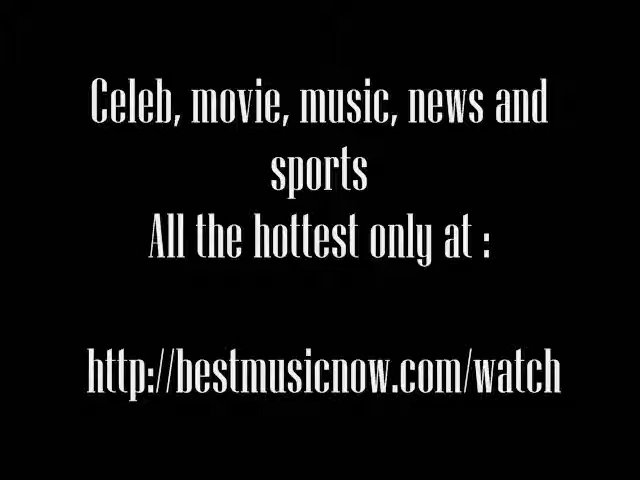 Celeb, movie, music, news and
sports
All the hottest only at :
http://bestmusicnow.com/watch